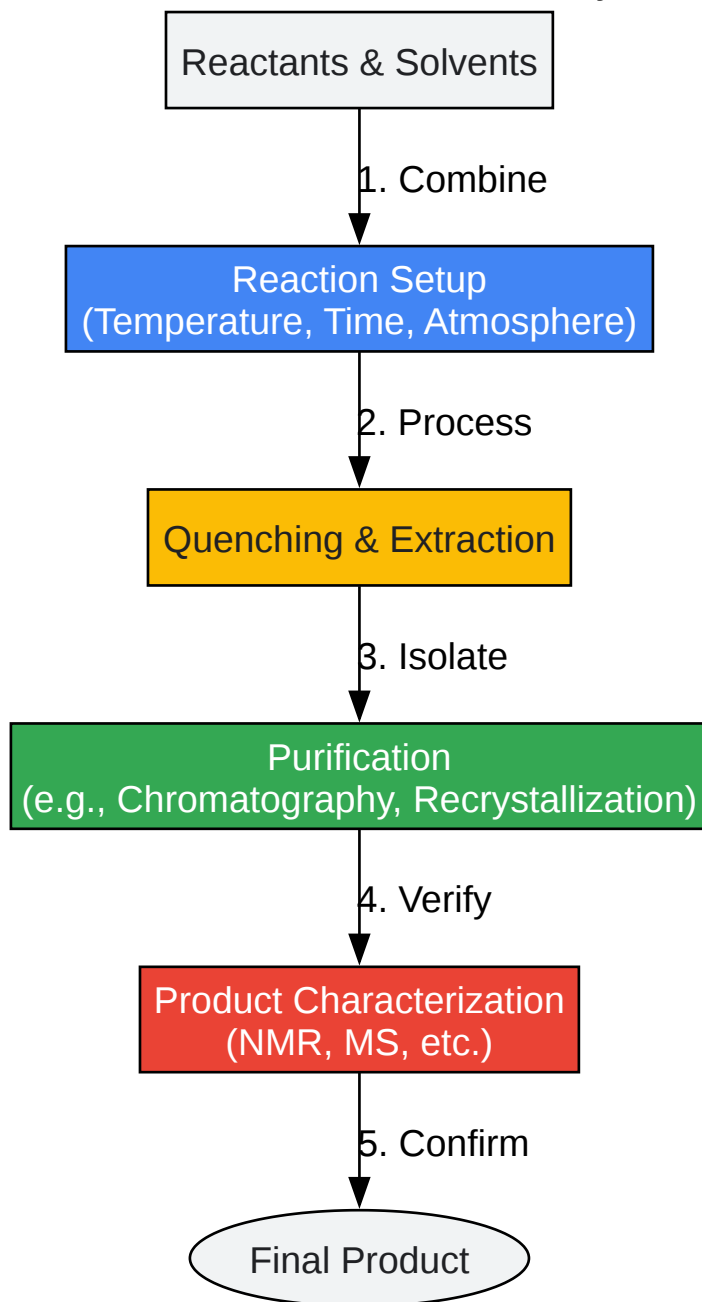 Reactants & Solvents
1. Combine
Reaction Setup
(Temperature, Time, Atmosphere)
2. Process
Quenching & Extraction
3. Isolate
Purification
(e.g., Chromatography, Recrystallization)
4. Verify
Product Characterization
(NMR, MS, etc.)
5. Confirm
Final Product